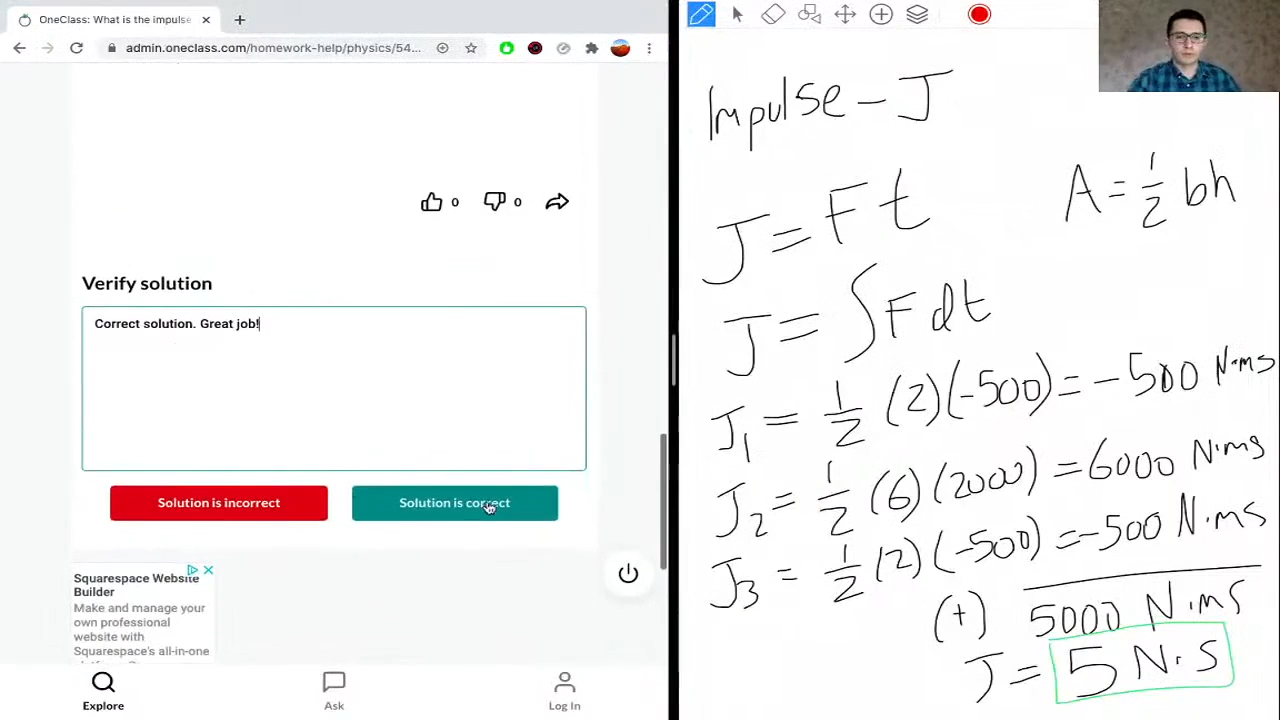 OneClass: What is the impulse
admin.oneclass.com/homework-help/physics/54...
0
0
Verify solution
Correct solution. Great job!
Solution is incorrect
Solution is correct
Squarespace Website
Builder
Make and manage your
own professional
website with
Squarespace's all-in-one
Explore
Ask
Log In
Impulse - J
A = 1/2 bh
J = Ft
J = ∫F dt
J1 = 1/2 (2)(-500) = -500 N·ms
J2 = 1/2 (6)(2000) = 6000 N·ms
J3 = 1/2 (2)(-500) = -500 N·ms
(+) 5000 N·ms
J = 5 N·s